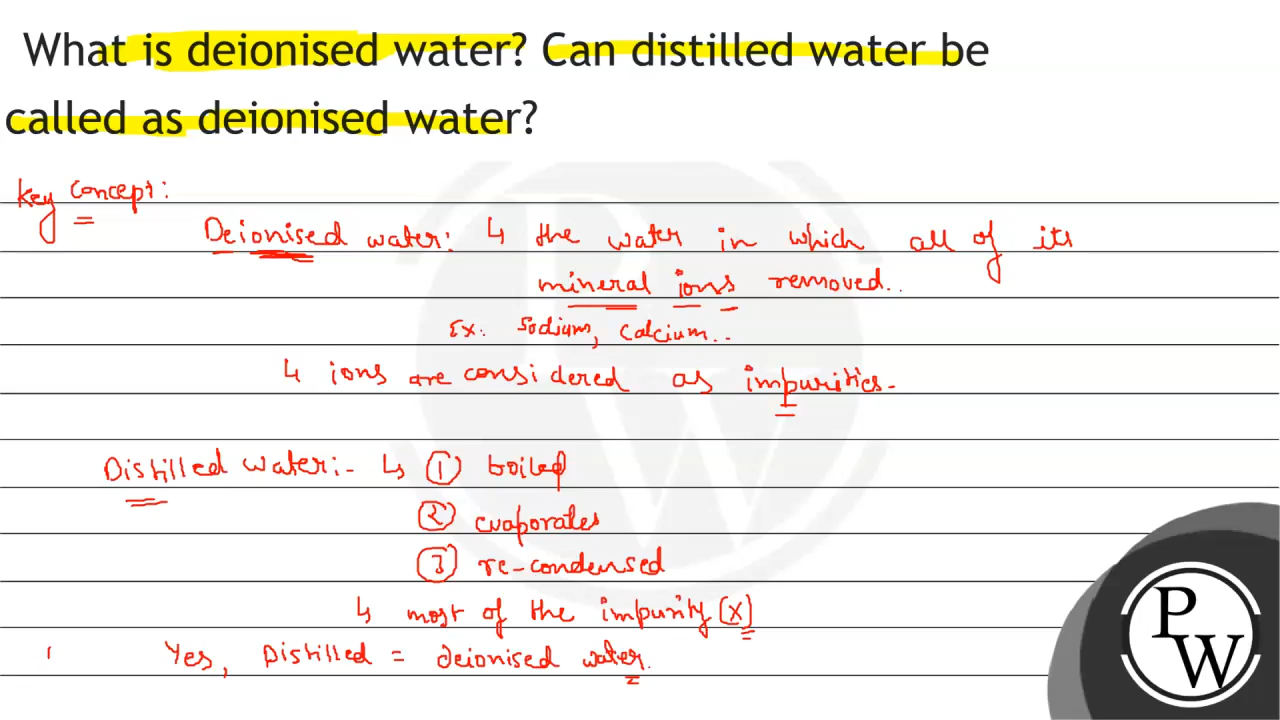 What is deionised water? Can distilled water be
called as deionised water?
Key concept:
Deionised water: ↳ the water in which all of its
mineral ions removed..
Ex. Sodium, Calcium..
↳ ions are considered as impurities.
Distilled water:- ↳ ① boiled
② evaporates
③ re-condensed
↳ most of the impurity (X)
Yes, Distilled = deionised water.
P
W